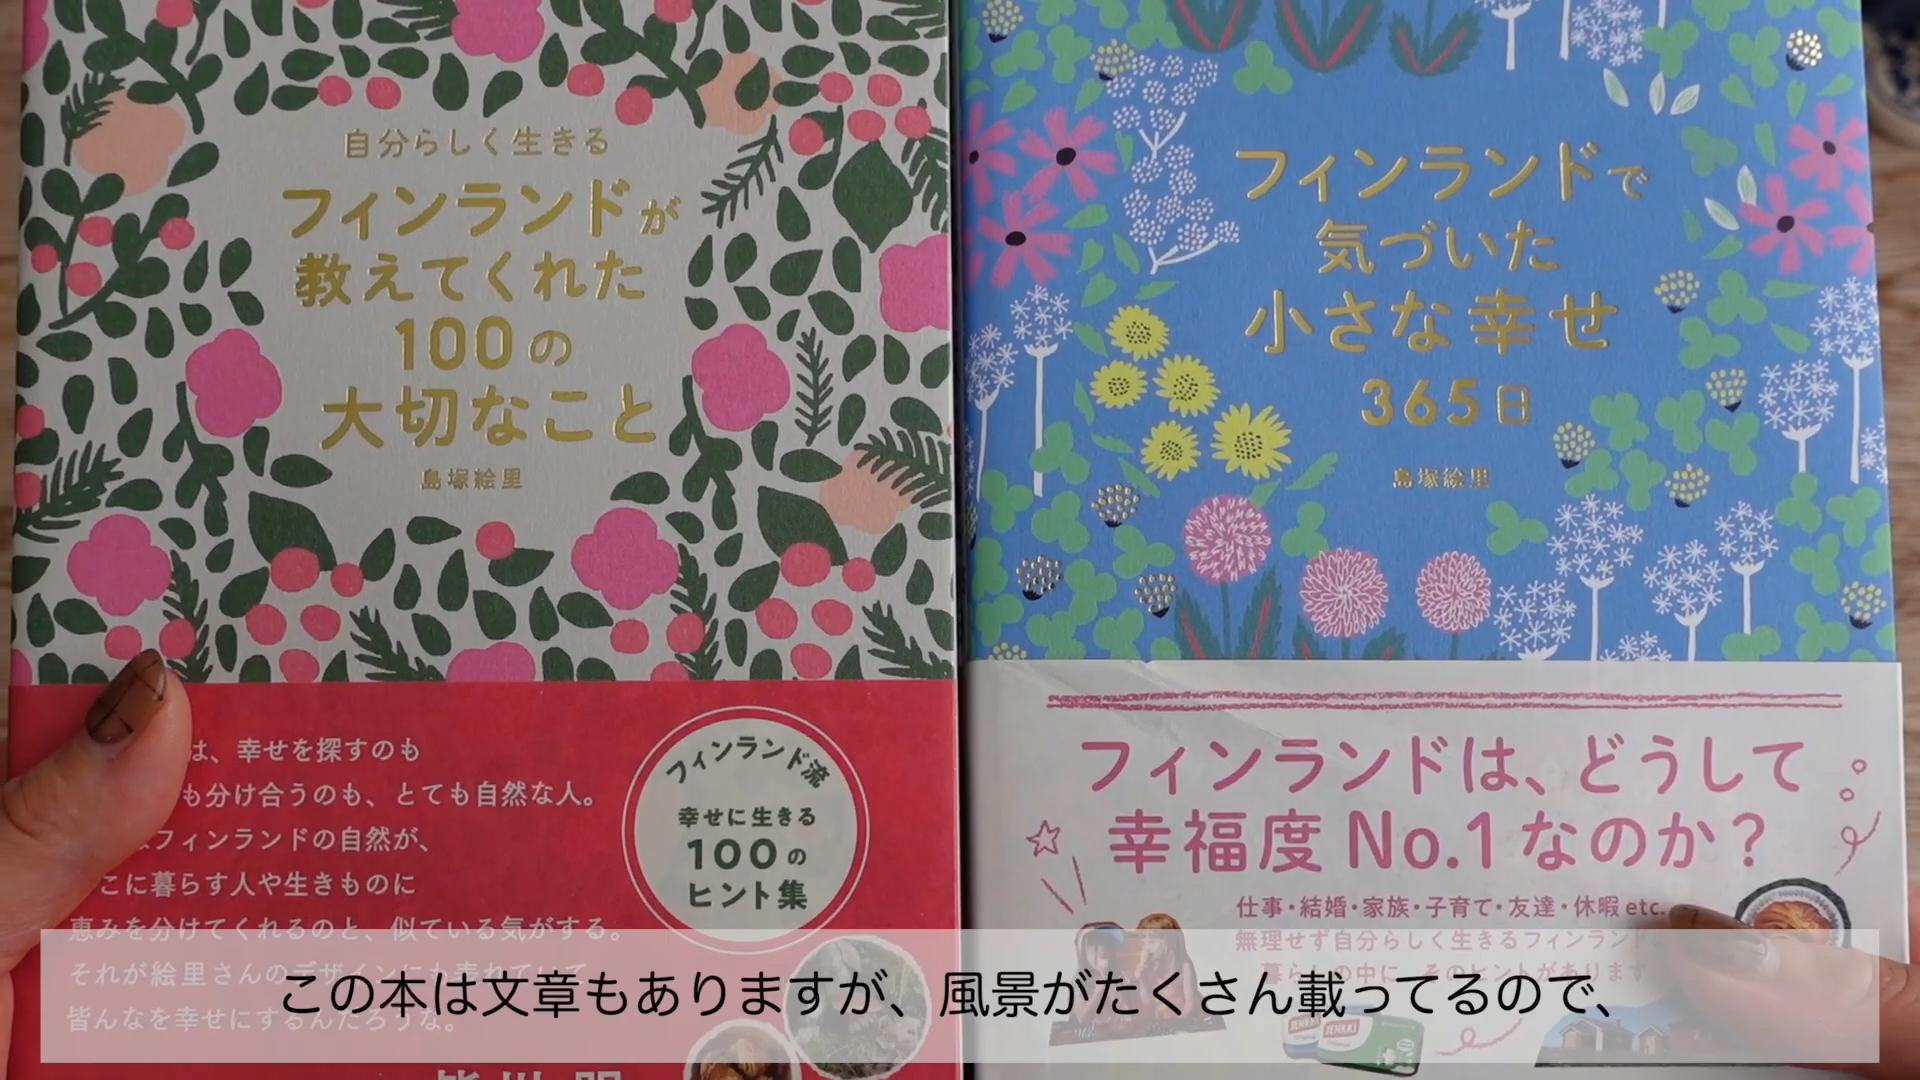 自分らしく生きる
フィンランドが
教えてくれた
100の
大切なこと
島塚絵里
は、幸せを探すのも
も分け合うのも、とても自然な人。
フィンランドの自然が、
こに暮らす人や生きものに
恵みを分けてくれるのと、似ている気がする。
それが絵里さんのデザインにも表れていて、
皆んなを幸せにするんだろうな。
フィンランド流
幸せに生きる
100の
ヒント集
フィンランドで
気づいた
小さな幸せ
365日
島塚絵里
フィンランドは、どうして
幸福度No.1なのか?
仕事・結婚・家族・子育て・友達・休暇etc.
無理せず自分らしく生きるフィンランド
暮らしの中に、そのヒントがあります
JENKKI
JENKKI
この本は文章もありますが、風景がたくさん載ってるので、